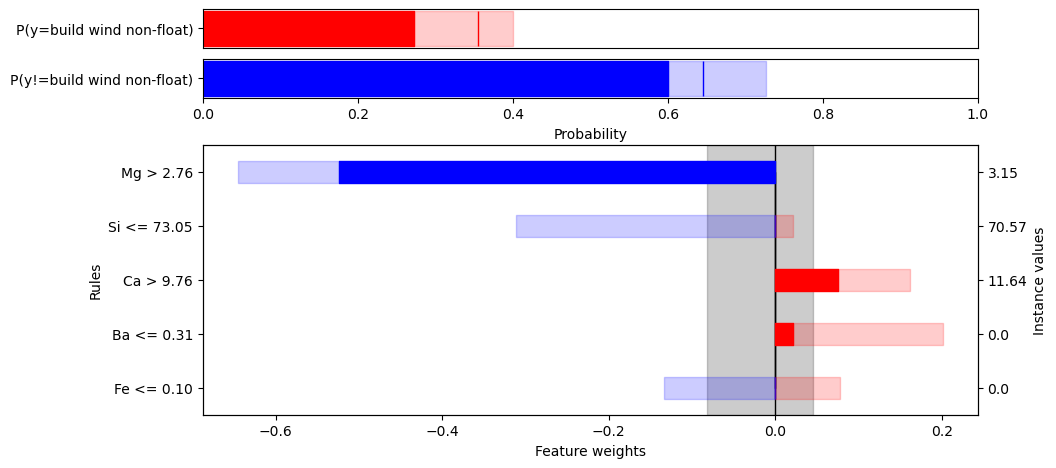 P(y=build wind non-float)
P(y!=build wind non-float)
0.0 0.2 0.4 0.6 0.8 1.0
Probability
Mg > 2.76 3.15
Si <= 73.05 70.57
Ca > 9.76 11.64
Ba <= 0.31 0.0
Fe <= 0.10 0.0
Rules
Instance values
−0.6 −0.4 −0.2 0.0 0.2
Feature weights